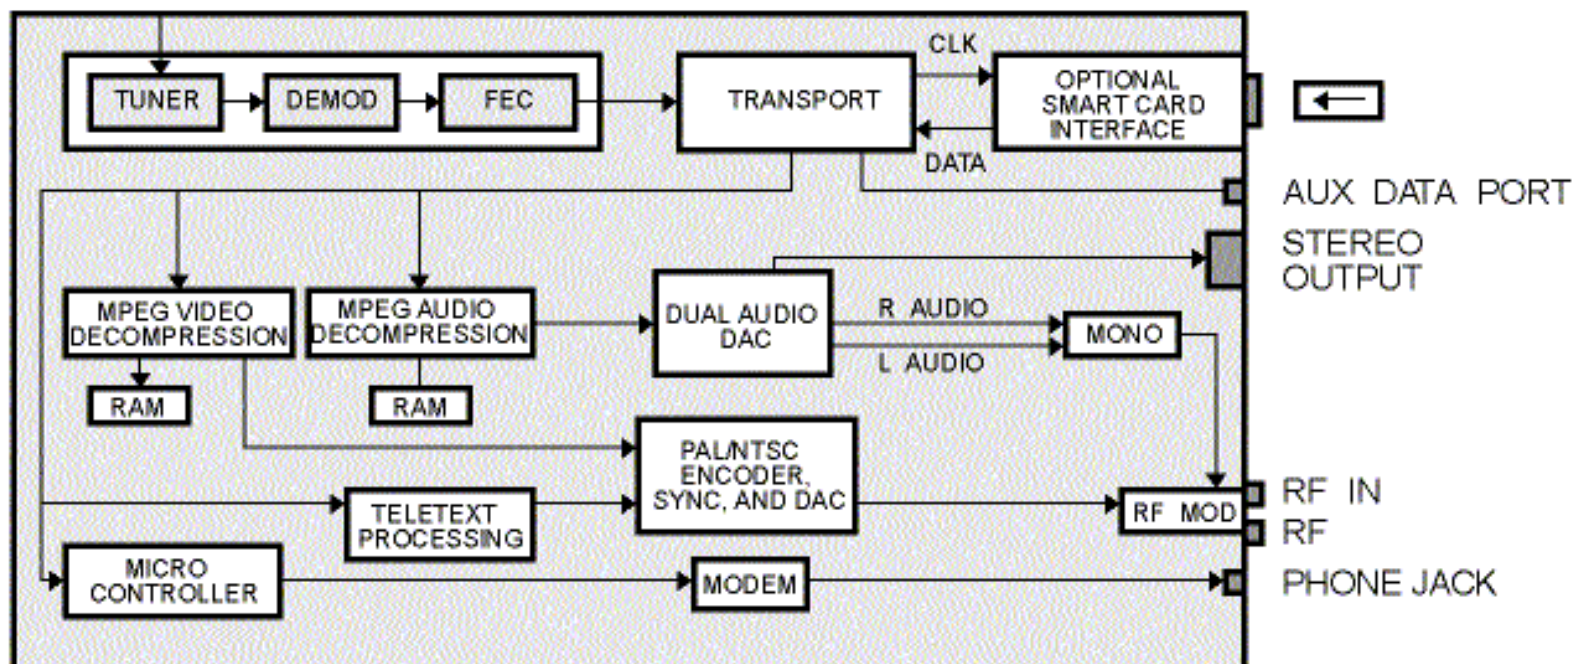 CLK
TUNER
DEMOD
FEC
TRANSPORT
OPTIONAL
SMART CARD
INTERFACE
DATA
AUX DATA PORT
STEREO
OUTPUT
MPEG VIDEO
DECOMPRESSION
MPEG AUDIO
DECOMPRESSION
DUAL AUDIO
DAC
R AUDIO
L AUDIO
MONO
RAM
RAM
PAL/NTSC
ENCODER,
SYNC, AND DAC
TELETEXT
PROCESSING
RF MOD
RF IN
RF
MICRO
CONTROLLER
MODEM
PHONE JACK